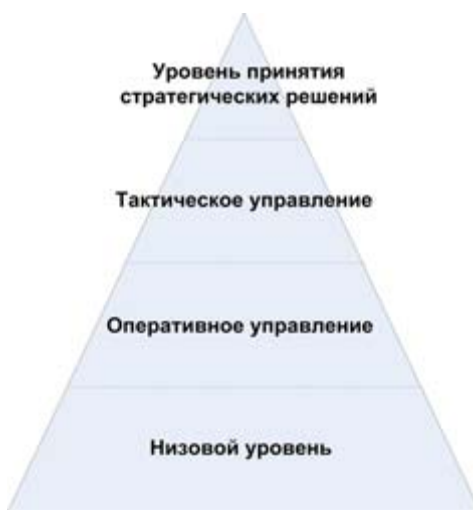 Уровень принятия
стратегических решений
Тактическое управление
Оперативное управление
Низовой уровень